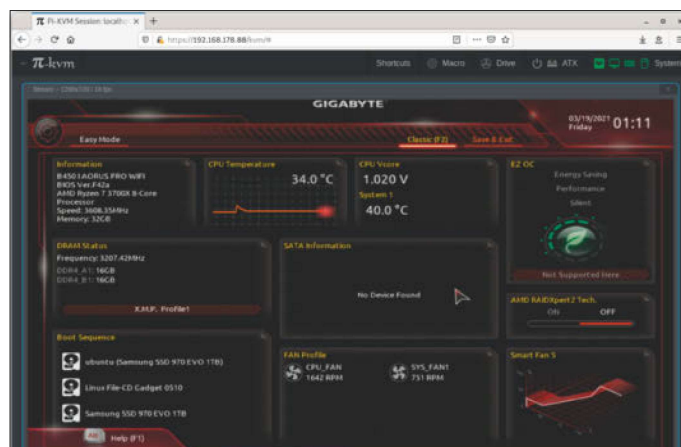 Pi-KVM Session: localho
https://192.168.178.88/kvm/#
π-kvm
Shortcuts Macro Drive ATX System
GIGABYTE
03/19/2021
Friday
01:11
Easy Mode
Classic (F2)
Save & Exit
Information
B450 I AORUS PRO WIFI
BIOS Ver.F42a
AMD Ryzen 7 3700X 8-Core
Processor
Speed: 3608.35MHz
Memory: 32GB
CPU Temperature
34.0 °C
CPU Vcore
1.020 V
System 1
40.0 °C
EZ OC
Energy Saving
Performance
Silent
Not Supported Here
DRAM Status
Frequency: 3207.42MHz
DDR4_A1: 16GB
DDR4_B1: 16GB
X.M.P. Profile1
SATA Information
No Device Found
AMD RAIDXpert2 Tech.
ON OFF
Boot Sequence
ubuntu (Samsung SSD 970 EVO 1TB)
Linux File-CD Gadget 0510
Samsung SSD 970 EVO 1TB
FAN Profile
CPU_FAN
1642 RPM
SYS_FAN1
751 RPM
Smart Fan 5
Help (F1)